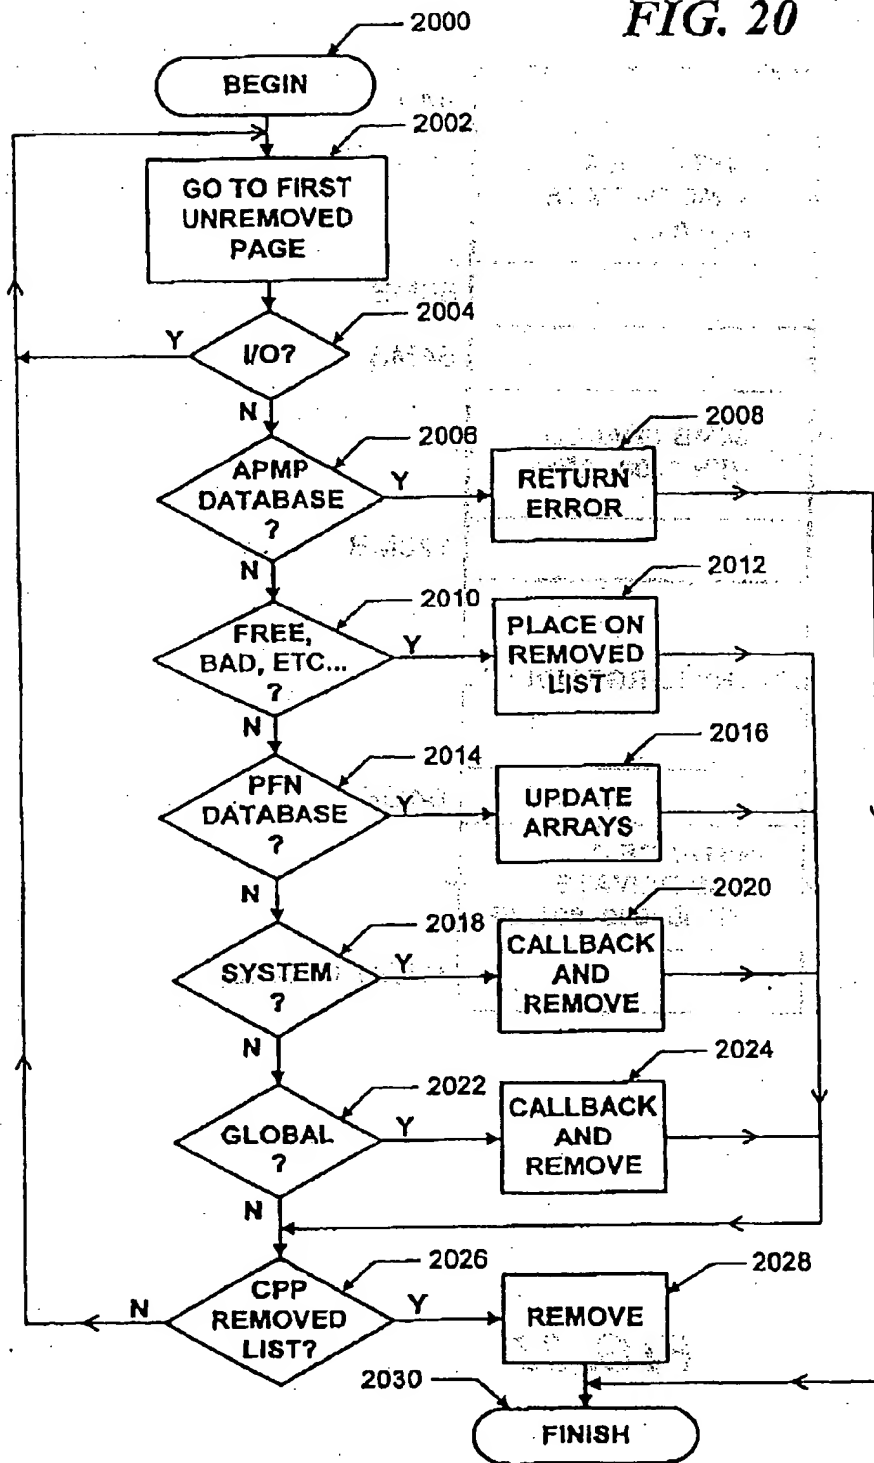 FIG. 20
2000
BEGIN
2002
GO TO FIRST
UNREMOVED
PAGE
2004
I/O?
Y
N
2006
APMP
DATABASE
?
Y
N
2008
RETURN
ERROR
2010
FREE,
BAD, ETC...
?
Y
N
2012
PLACE ON
REMOVED
LIST
2014
PFN
DATABASE
?
Y
N
2016
UPDATE
ARRAYS
2018
SYSTEM
?
Y
N
2020
CALLBACK
AND
REMOVE
2022
GLOBAL
?
Y
N
2024
CALLBACK
AND
REMOVE
2026
CPP
REMOVED
LIST?
N
Y
2028
REMOVE
2030
FINISH